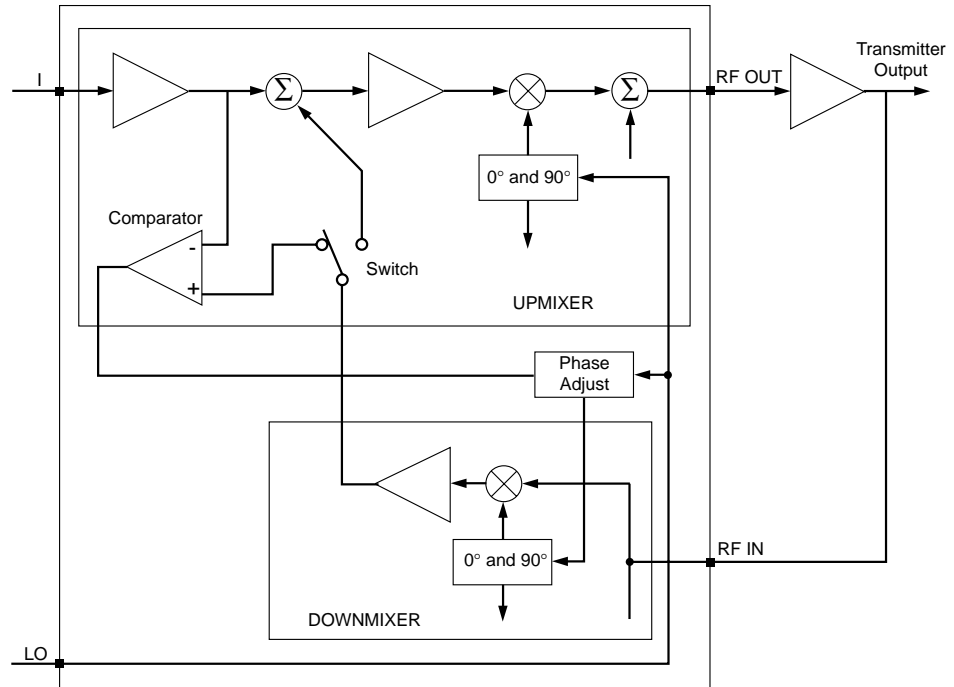 Transmitter
Output
RF OUT
I
Σ
Σ
0° and 90°
Comparator
-
+
Switch
UPMIXER
Phase
Adjust
0° and 90°
RF IN
DOWNMIXER
LO